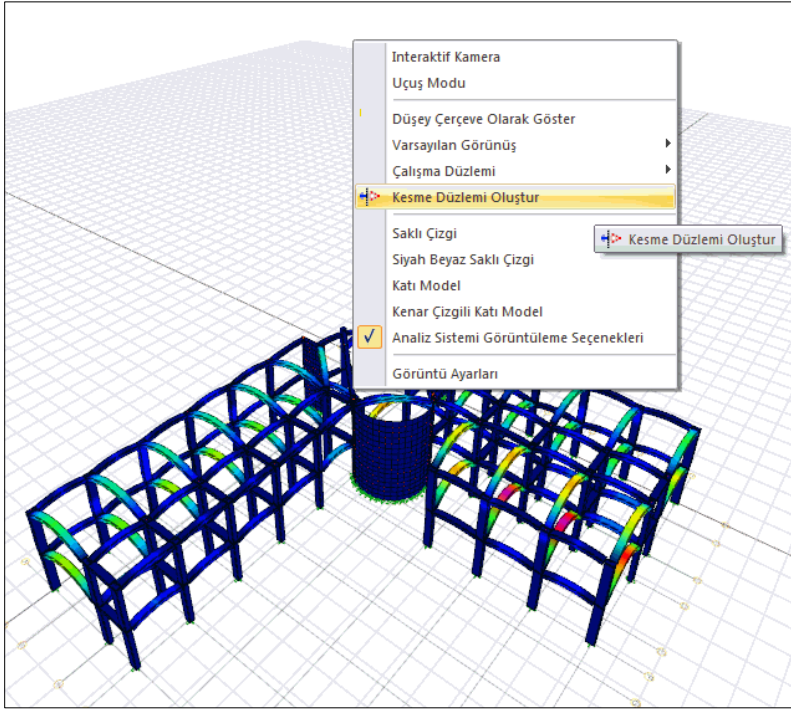 Interaktif Kamera
Uçuş Modu
Düşey Çerçeve Olarak Göster
Varsayılan Görünüş
Çalışma Düzlemi
Kesme Düzlemi Oluştur
Saklı Çizgi
Kesme Düzlemi Oluştur
Siyah Beyaz Saklı Çizgi
Katı Model
Kenar Çizgili Katı Model
Analiz Sistemi Görüntüleme Seçenekleri
Görüntü Ayarları